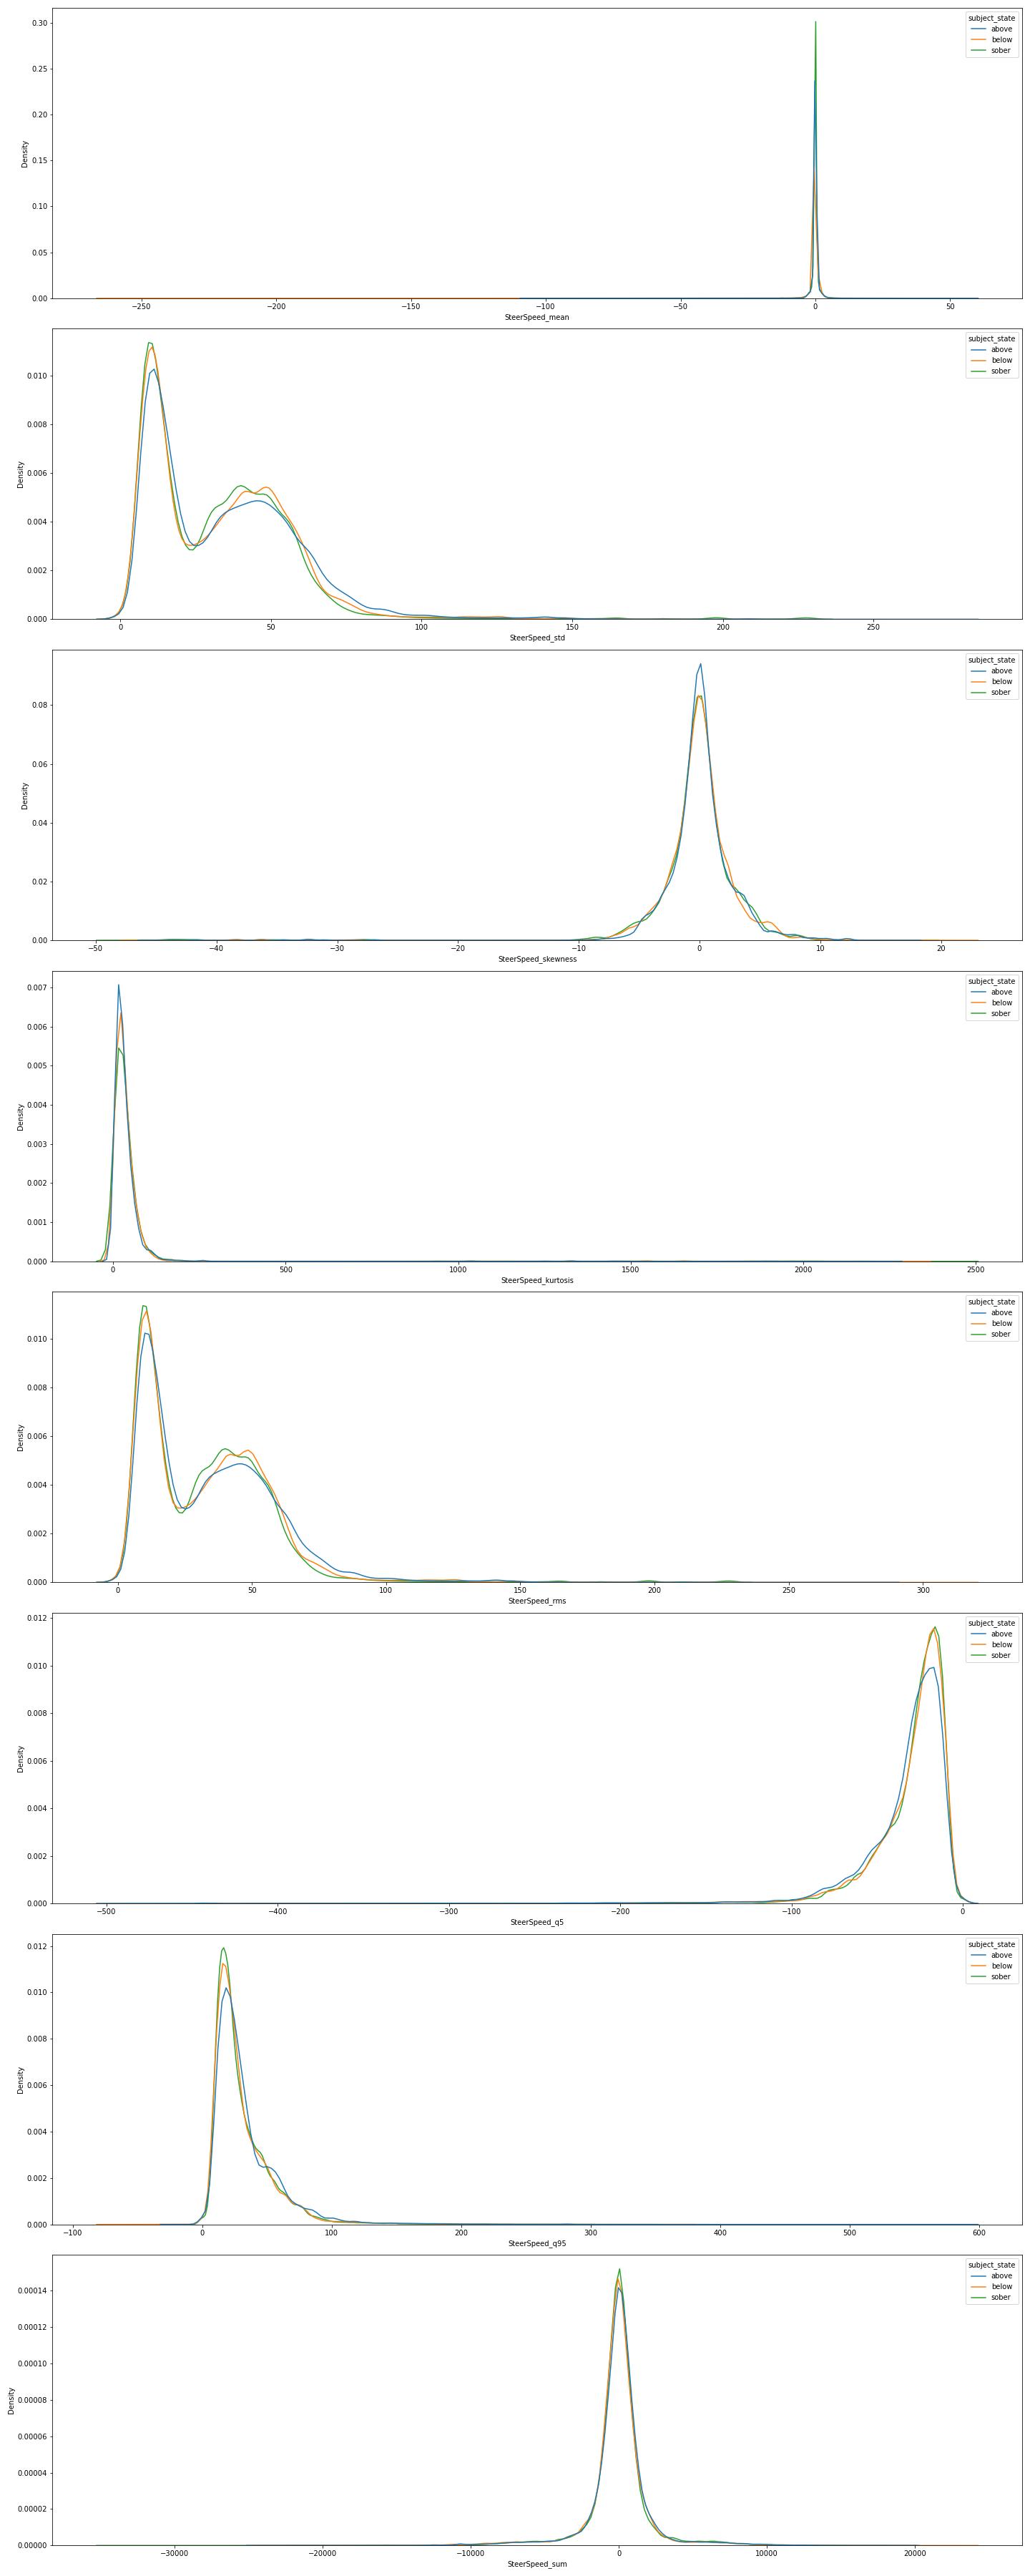 subject_state
above
below
sober
0.30
0.25
0.20
0.15
0.10
0.05
0.00
Density
−250 −200 −150 −100 −50 0 50
SteerSpeed_mean
subject_state
above
below
sober
0.010
0.008
0.006
0.004
0.002
0.000
Density
0 50 100 150 200 250
SteerSpeed_std
subject_state
above
below
sober
0.08
0.06
0.04
0.02
0.00
Density
−50 −40 −30 −20 −10 0 10 20
SteerSpeed_skewness
subject_state
above
below
sober
0.007
0.006
0.005
0.004
0.003
0.002
0.001
0.000
Density
0 500 1000 1500 2000 2500
SteerSpeed_kurtosis
subject_state
above
below
sober
0.010
0.008
0.006
0.004
0.002
0.000
Density
0 50 100 150 200 250 300
SteerSpeed_rms
subject_state
above
below
sober
0.012
0.010
0.008
0.006
0.004
0.002
0.000
Density
−500 −400 −300 −200 −100 0
SteerSpeed_q5
subject_state
above
below
sober
0.012
0.010
0.008
0.006
0.004
0.002
0.000
Density
−100 0 100 200 300 400 500 600
SteerSpeed_q95
subject_state
above
below
sober
0.00014
0.00012
0.00010
0.00008
0.00006
0.00004
0.00002
0.00000
Density
−30000 −20000 −10000 0 10000 20000
SteerSpeed_sum